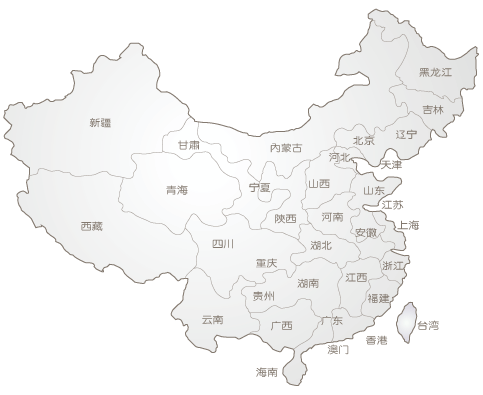 黑龙江
吉林
新疆
辽宁
北京
甘肃
内蒙古
河北
天津
宁夏
山西
青海
山东
江苏
陕西
河南
西藏
上海
安徽
四川
湖北
重庆
浙江
江西
湖南
贵州
福建
云南
广西
广东
台湾
香港
澳门
海南